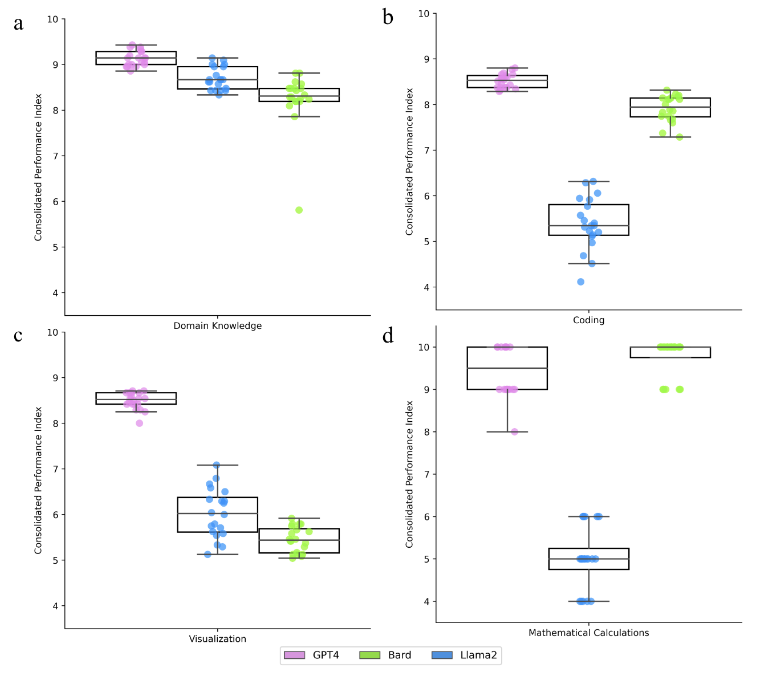 a
10
9
8
7
6
5
4
Consolidated Performance Index
Domain Knowledge
b
10
9
8
7
6
5
4
Consolidated Performance Index
Coding
c
10
9
8
7
6
5
4
Consolidated Performance Index
Visualization
d
10
9
8
7
6
5
4
Consolidated Performance Index
Mathematical Calculations
GPT4 Bard Llama2